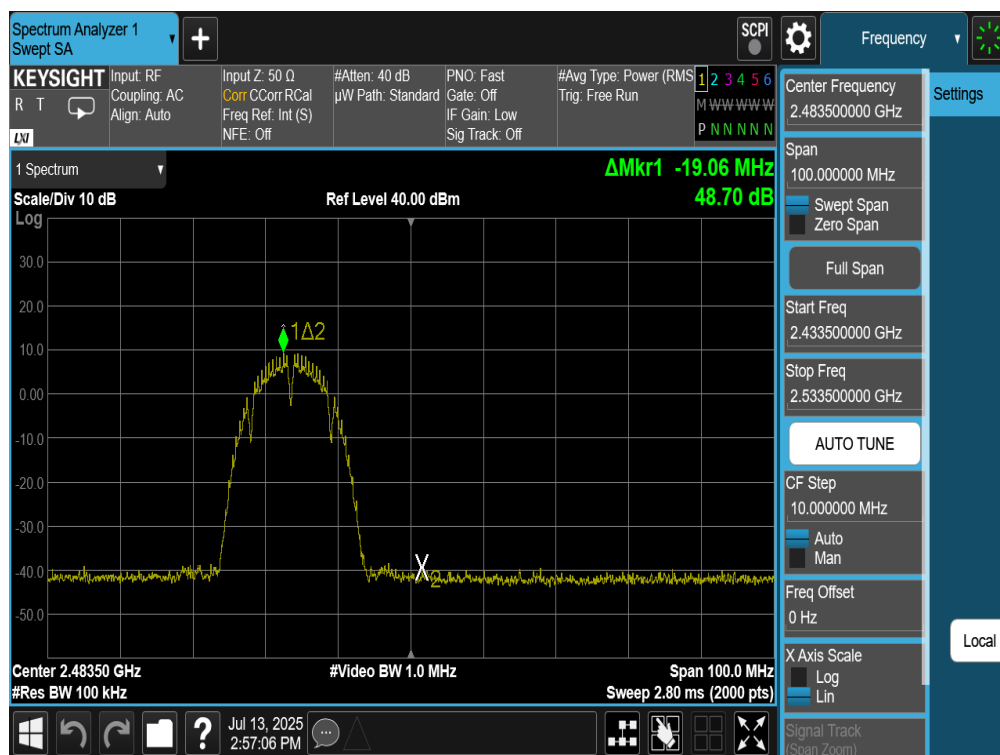 Spectrum Analyzer 1
Swept SA
+
SCPI
Frequency
KEYSIGHT
R T
LXI
Input: RF
Coupling: AC
Align: Auto
Input Z: 50 Ω
Corr CCorr RCal
Freq Ref: Int (S)
NFE: Off
#Atten: 40 dB
µW Path: Standard
PNO: Fast
Gate: Off
IF Gain: Low
Sig Track: Off
#Avg Type: Power (RMS
Trig: Free Run
1 2 3 4 5 6
M W W W W W
P N N N N N
1 Spectrum
ΔMkr1 -19.06 MHz
48.70 dB
Scale/Div 10 dB
Ref Level 40.00 dBm
Log
30.0
20.0
10.0
0.00
-10.0
-20.0
-30.0
-40.0
-50.0
1Δ2
X
2
Center 2.48350 GHz
#Video BW 1.0 MHz
Span 100.0 MHz
#Res BW 100 kHz
Sweep 2.80 ms (2000 pts)
?
Jul 13, 2025
2:57:06 PM
Center Frequency
2.483500000 GHz
Span
100.000000 MHz
Swept Span
Zero Span
Full Span
Start Freq
2.433500000 GHz
Stop Freq
2.533500000 GHz
AUTO TUNE
CF Step
10.000000 MHz
Auto
Man
Freq Offset
0 Hz
X Axis Scale
Log
Lin
Signal Track
(Span Zoom)
Settings
Local